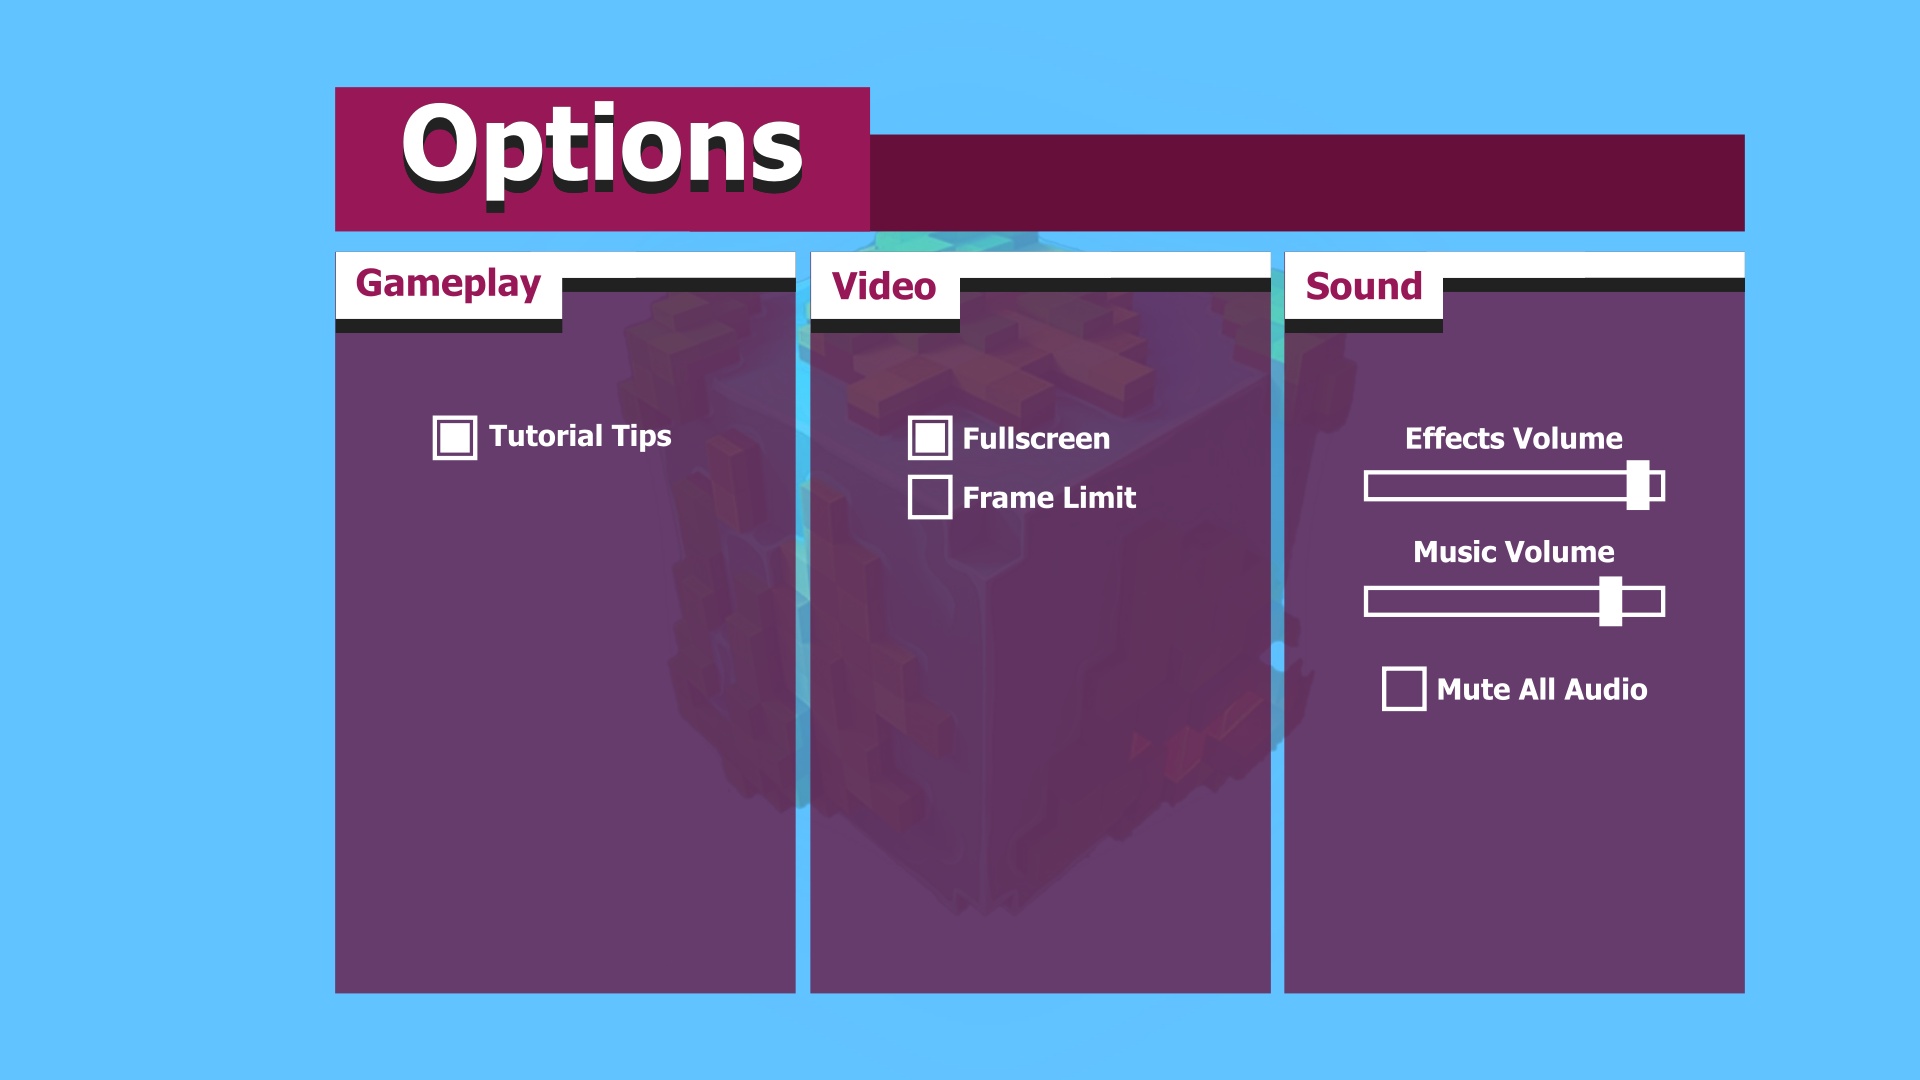 Options
Gameplay
Tutorial Tips
Video
Fullscreen
Frame Limit
Sound
Effects Volume
Music Volume
Mute All Audio